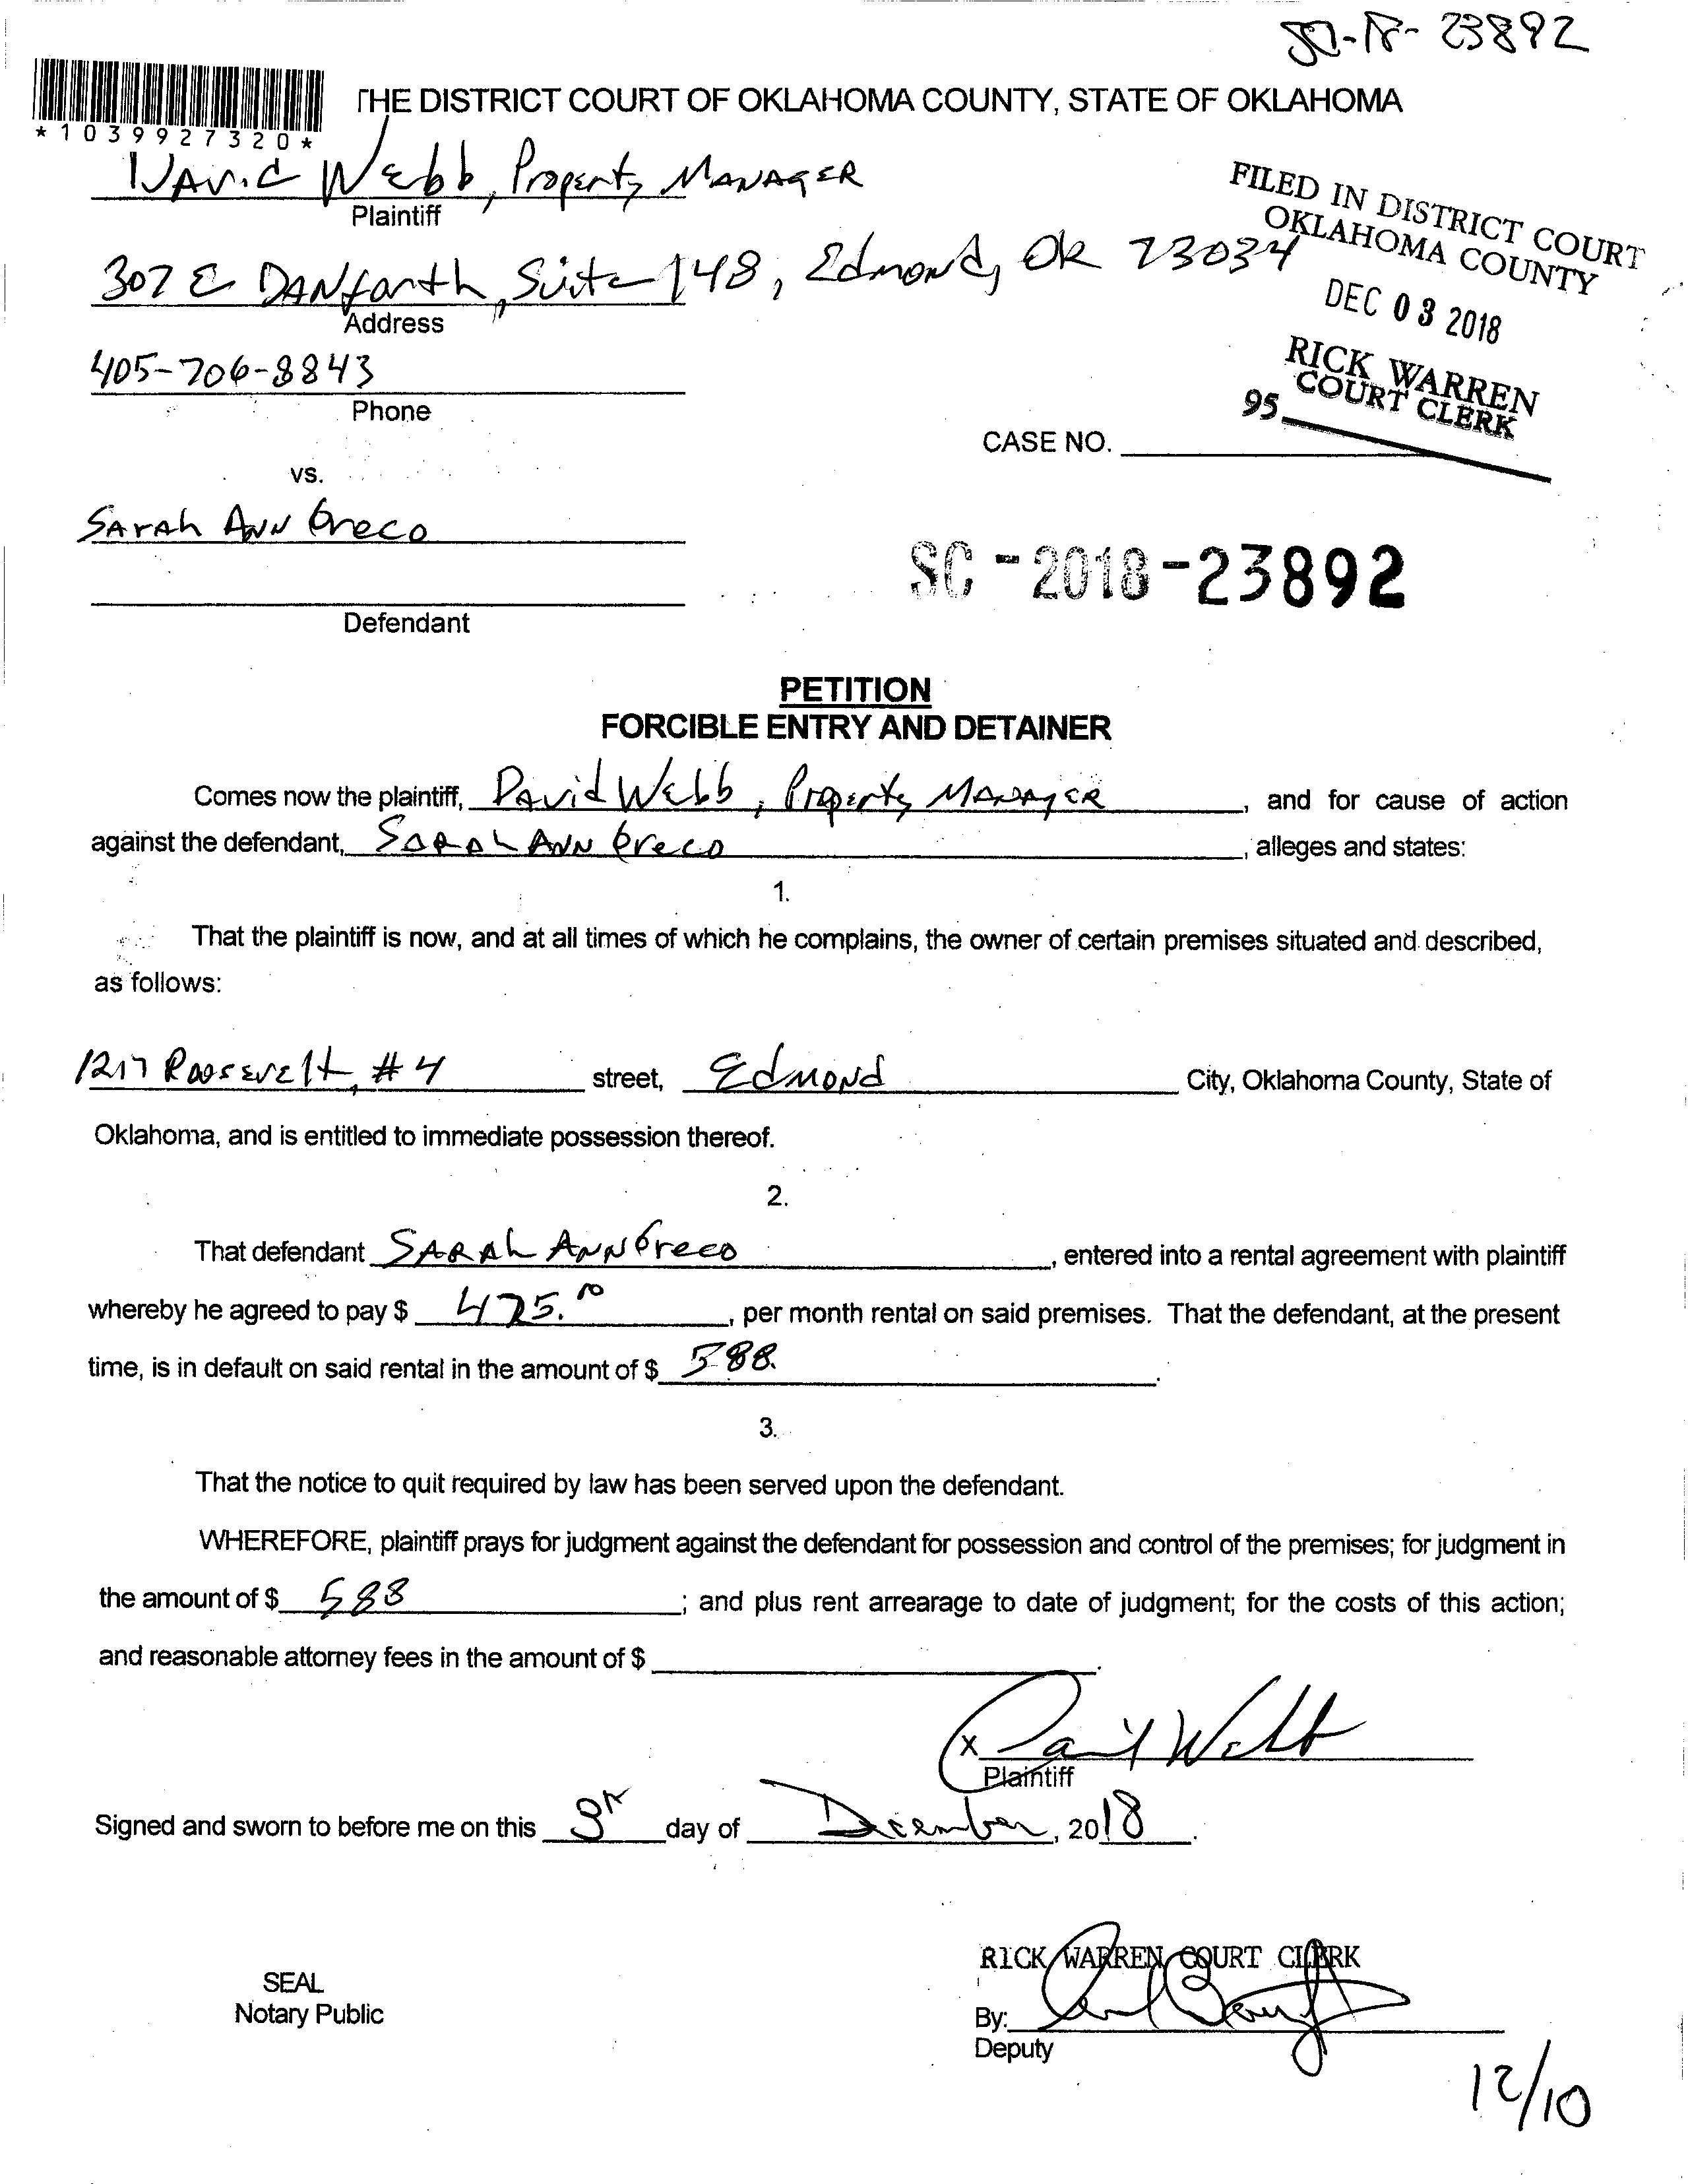 SC-18-23892
THE DISTRICT COURT OF OKLAHOMA COUNTY, STATE OF OKLAHOMA
*1039927320*
David Webb, Property Manager
Plaintiff
FILED IN DISTRICT COURT
OKLAHOMA COUNTY
307 E Danforth, Suite 148, Edmond, OK 73034
Address
DEC 03 2018
RICK WARREN
COURT CLERK
405-706-8843
Phone
95
CASE NO.
vs.
Sarah Ann Greco
SC-2018-23892
Defendant
PETITION
FORCIBLE ENTRY AND DETAINER
Comes now the plaintiff, David Webb, Property Manager, and for cause of action
against the defendant, Sarah Ann Greco, alleges and states:
1.
That the plaintiff is now, and at all times of which he complains, the owner of certain premises situated and described,
as follows:
1217 Roosevelt, #4 street, Edmond City, Oklahoma County, State of
Oklahoma, and is entitled to immediate possession thereof.
2.
That defendant Sarah Ann Greco, entered into a rental agreement with plaintiff
whereby he agreed to pay $ 475.00, per month rental on said premises. That the defendant, at the present
time, is in default on said rental in the amount of $ 588.
3.
That the notice to quit required by law has been served upon the defendant.
WHEREFORE, plaintiff prays for judgment against the defendant for possession and control of the premises; for judgment in
the amount of $ 588; and plus rent arrearage to date of judgment; for the costs of this action;
and reasonable attorney fees in the amount of $.
X David Webb
Plaintiff
Signed and sworn to before me on this 3rd day of December, 2018.
RICK WARREN COURT CLERK
SEAL
Notary Public
By:
Deputy
12/10